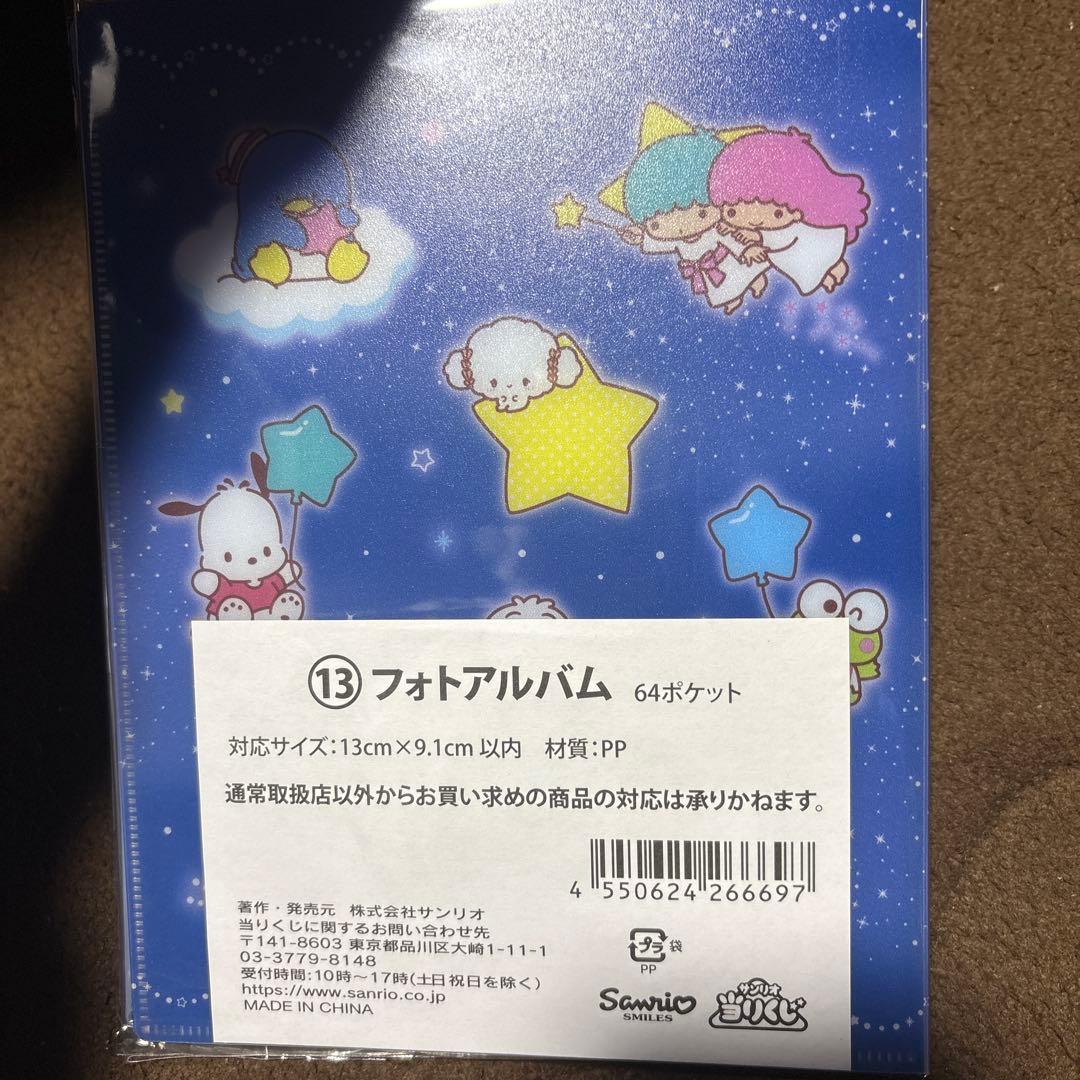 ⑬フォトアルバム 64ポケット
対応サイズ:13cm×9.1cm 以内 材質:PP
通常取扱店以外からお買い求めの商品の対応は承りかねます。
4 550624 266697
著作・発売元 株式会社サンリオ
当りくじに関するお問い合わせ先
〒141-8603 東京都品川区大崎1-11-1
03-3779-8148
受付時間:10時〜17時(土日祝日を除く)
https://www.sanrio.co.jp
MADE IN CHINA
プラ 袋
PP
Sanrio
SMILES
サンリオ
当りくじ